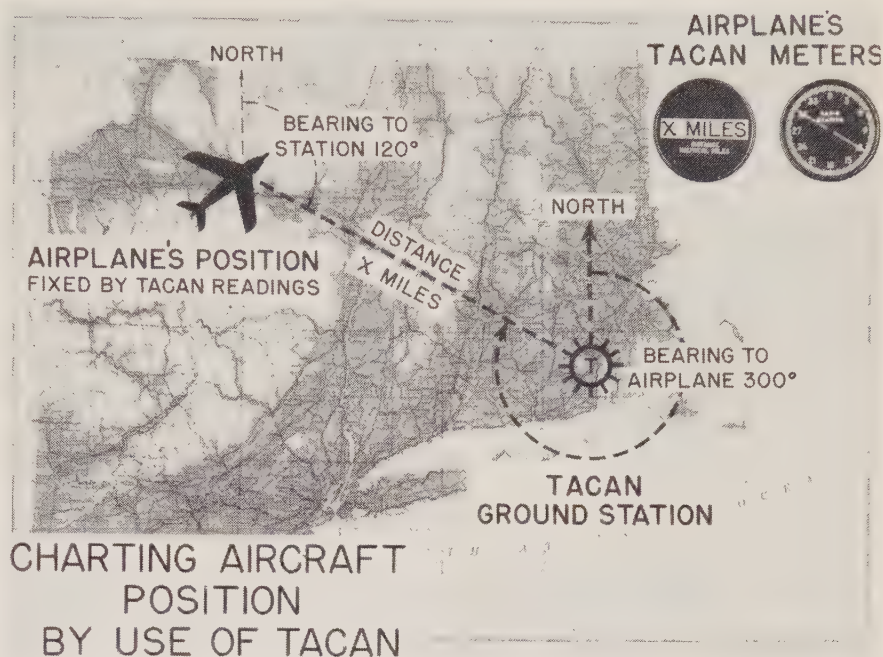 AIRPLANE'S
TACAN METERS
X MILES
NORTH
BEARING TO
STATION 120°
NORTH
DISTANCE
X MILES
AIRPLANE'S POSITION
FIXED BY TACAN READINGS
T
BEARING TO
AIRPLANE 300°
TACAN
GROUND STATION
CHARTING AIRCRAFT
POSITION
BY USE OF TACAN